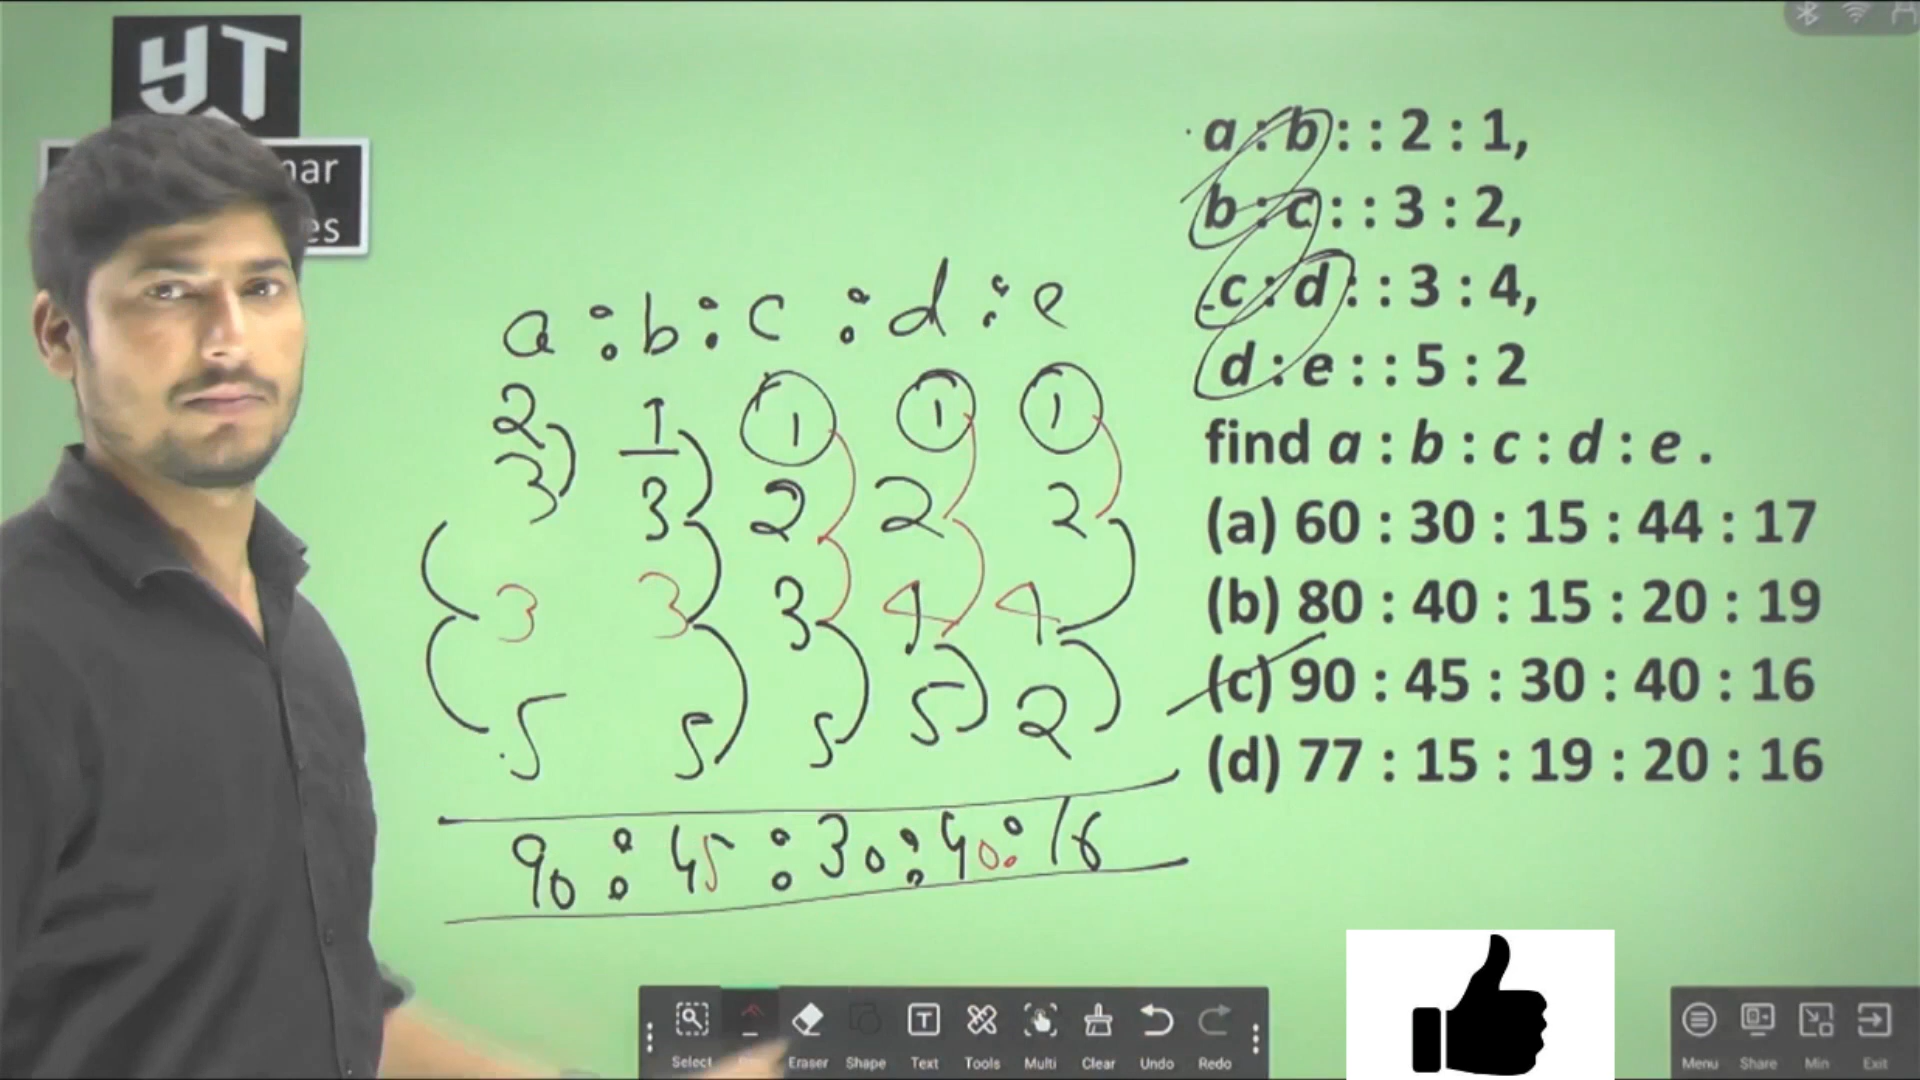 YT
mar
es
a : b : : 2 : 1,
b : c : : 3 : 2,
c : d : : 3 : 4,
d : e : : 5 : 2
find a : b : c : d : e .
(a) 60 : 30 : 15 : 44 : 17
(b) 80 : 40 : 15 : 20 : 19
(c) 90 : 45 : 30 : 40 : 16
(d) 77 : 15 : 19 : 20 : 16
a : b : c : d : e
2 1 1 1 1
3 3 2 2 2
3 3 3 4 4
5 5 5 5 2
90 : 45 : 30 : 40 : 16
Select Eraser Shape Text Tools Multi Clear Undo Redo
Menu Share Min Exit